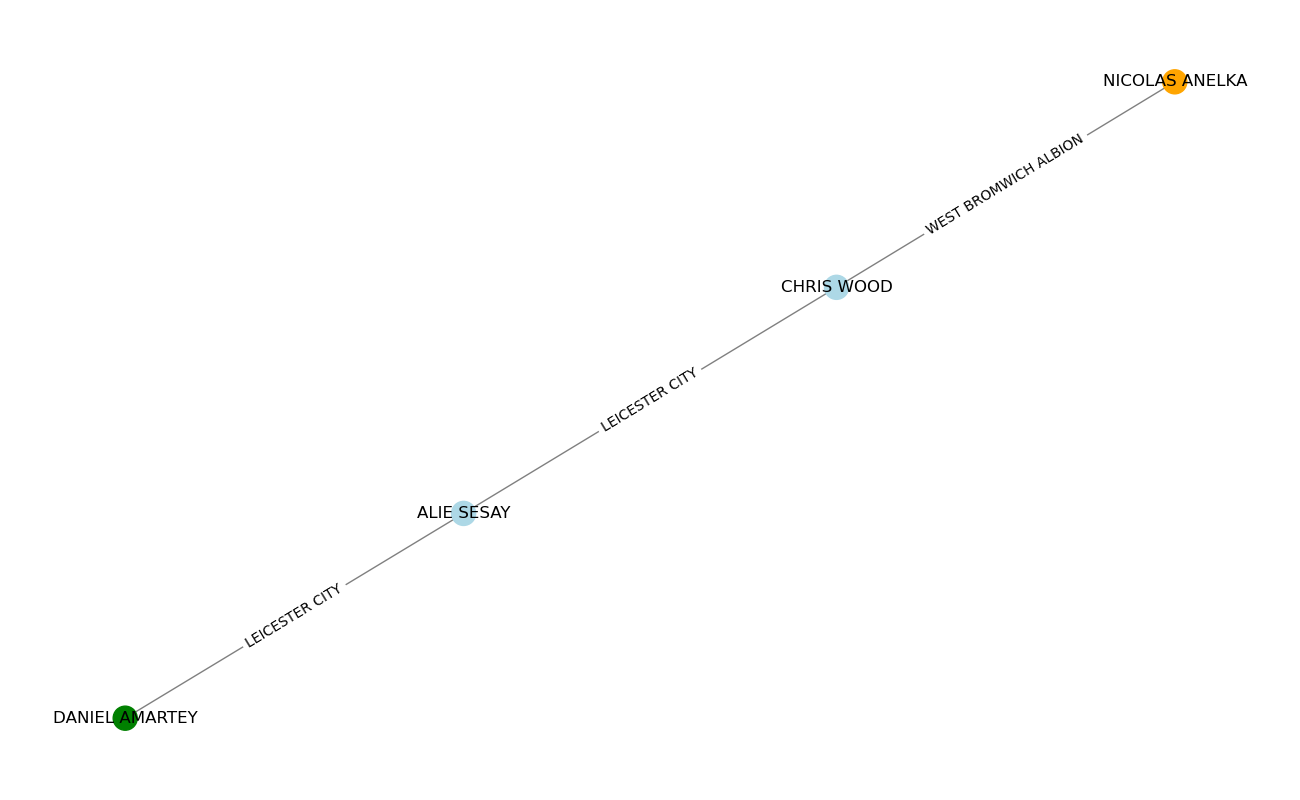 NICOLAS ANELKA
WEST BROMWICH ALBION
CHRIS WOOD
LEICESTER CITY
ALIE SESAY
LEICESTER CITY
DANIEL AMARTEY